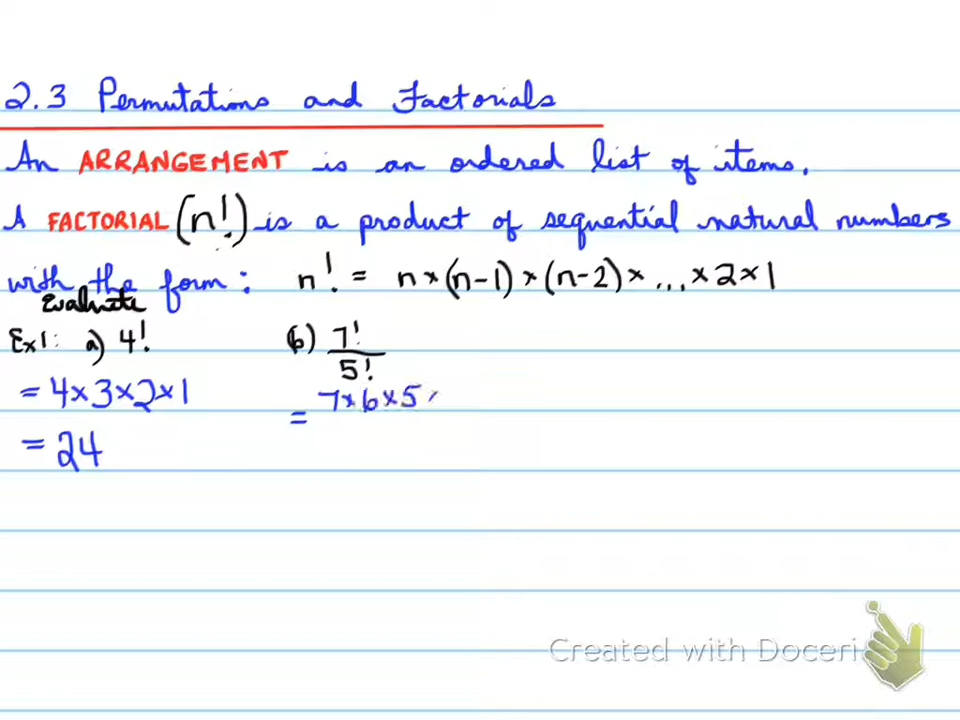 2.3 Permutations and Factorials
An ARRANGEMENT is an ordered list of items.
A FACTORIAL (n!) is a product of sequential natural numbers
with the form: n! = n×(n-1)×(n-2)×...×2×1
Evaluate
Ex1: a) 4! (b) 7!/5!
= 4×3×2×1 = 7×6×5
= 24
Created with Doceri